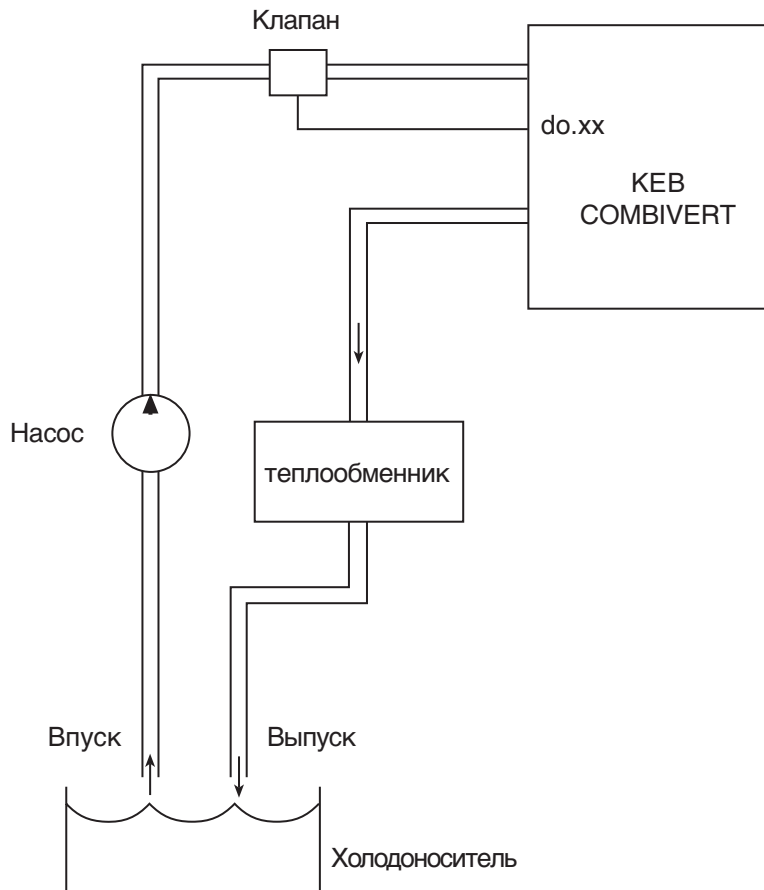 Клапан
do.xx
KEB
COMBIVERT
Насос
теплообменник
Впуск
Выпуск
Холодоноситель